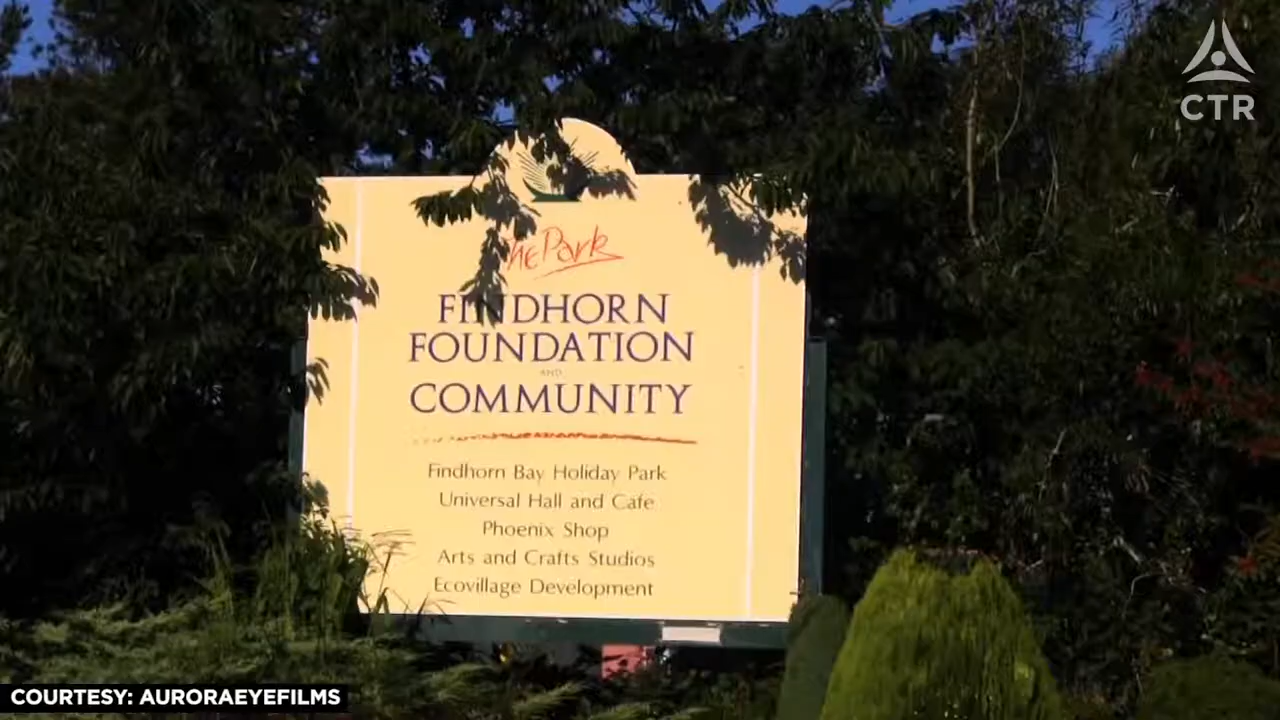 CTR
The Park
FINDHORN
FOUNDATION
AND
COMMUNITY
Findhorn Bay Holiday Park
Universal Hall and Cafe
Phoenix Shop
Arts and Crafts Studios
Ecovillage Development
COURTESY: AURORAEYEFILMS